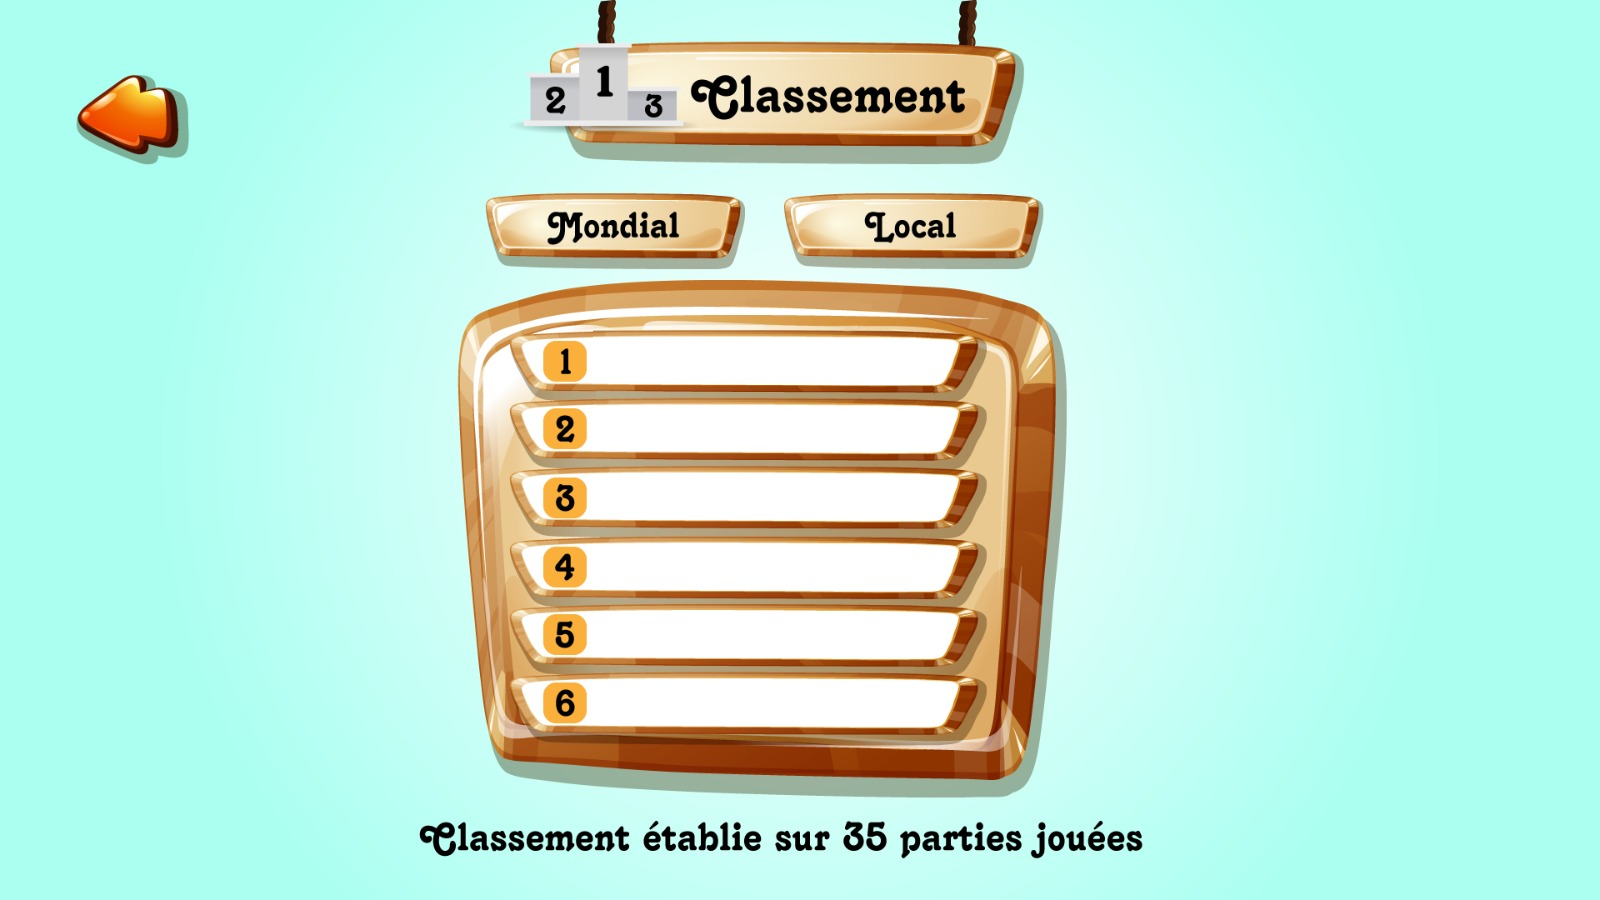 2 1 3 Classement
Mondial Local
1
2
3
4
5
6
Classement établie sur 35 parties jouées